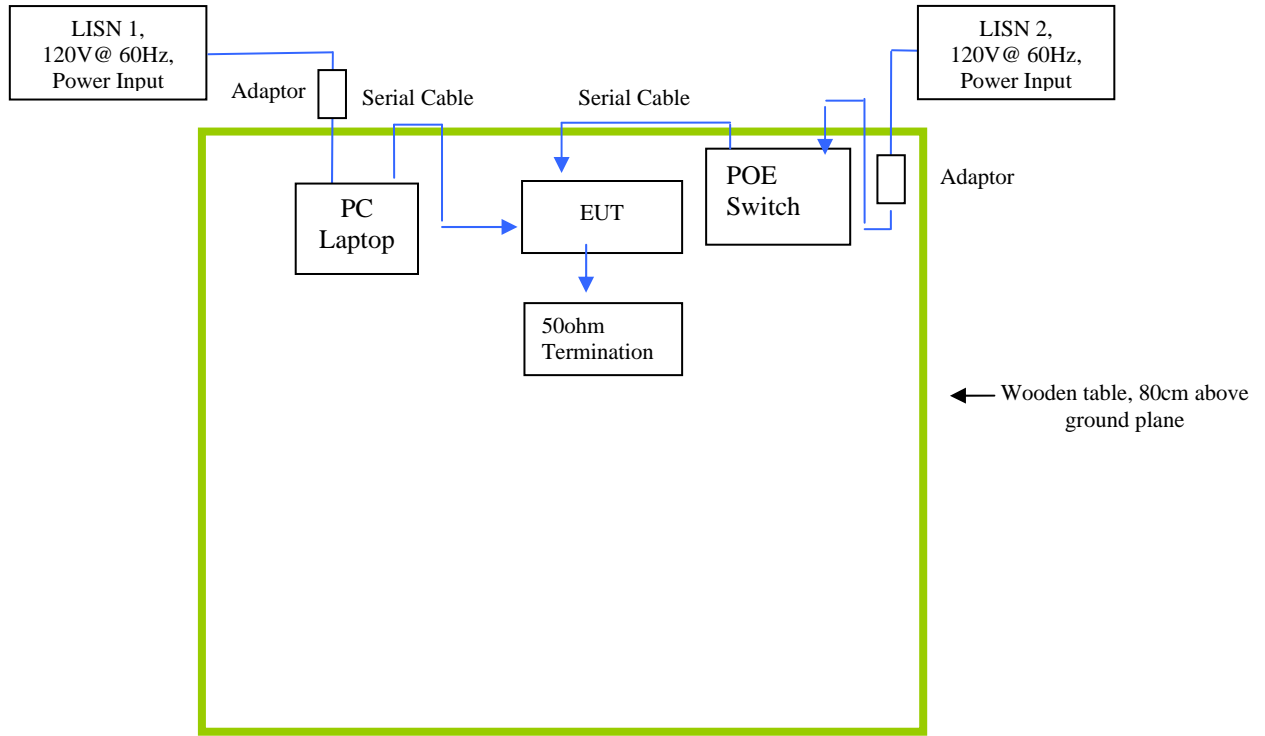 LISN 1,
120V@ 60Hz,
Power Input
LISN 2,
120V@ 60Hz,
Power Input
Adaptor
Serial Cable
Serial Cable
Adaptor
PC
Laptop
EUT
POE
Switch
50ohm
Termination
Wooden table, 80cm above
ground plane